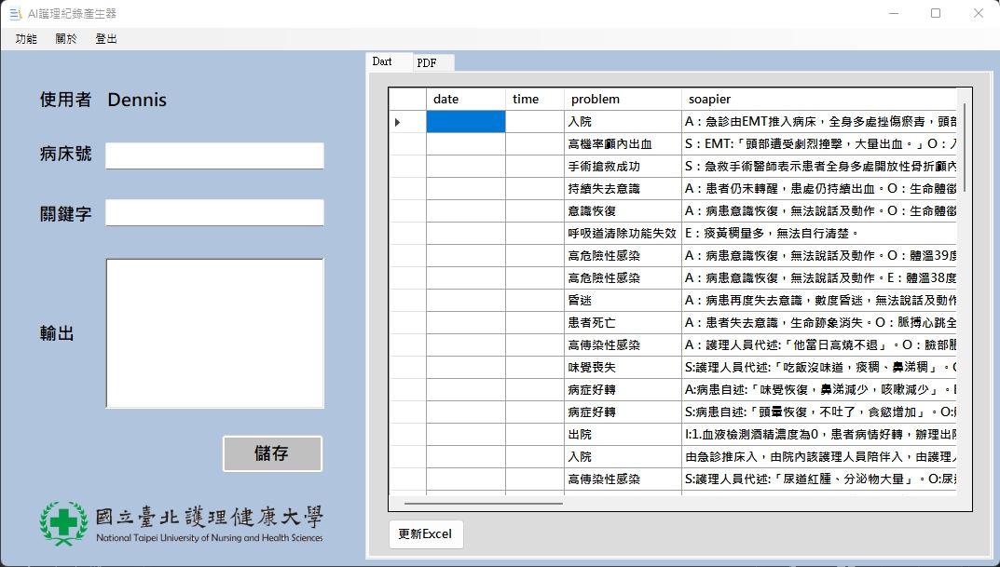 AI護理紀錄產生器
功能 關於 登出
使用者 Dennis
病床號
關鍵字
輸出
儲存
國立臺北護理健康大學
National Taipei University of Nursing and Health Sciences
Dart PDF
date time problem soapier
入院 A：急診由EMT推入病床，全身多處挫傷瘀青，頭部
高機率顱內出血 S：EMT:「頭部遭受劇烈撞擊，大量出血。」O：入
手術搶救成功 S：急救手術醫師表示患者全身多處開放性骨折顱內
持續失去意識 A：患者仍未轉醒，患處仍持續出血。O：生命體徵
意識恢復 A：病患意識恢復，無法說話及動作。O：生命體徵
呼吸道清除功能失效 E：痰黃稠量多，無法自行清楚。
高危險性感染 A：病患意識恢復，無法說話及動作。O：體溫39度
高危險性感染 A：病患意識恢復，無法說話及動作。E：體溫38度
昏迷 A：病患再度失去意識，數度昏迷，無法說話及動作
患者死亡 A：患者失去意識，生命跡象消失。O：脈搏心跳全
高傳染性感染 A：護理人員代述:「他當日高燒不退」。O：臉部脹
味覺喪失 S:護理人員代述:「吃飯沒味道，痰稠、鼻涕稠」。
病症好轉 A:病患自述:「味覺恢復，鼻涕減少，咳嗽減少」。
病症好轉 S:病患自述:「頭暈恢復，不吐了，食慾增加」。O:
出院 I:1.血液檢測酒精濃度為0，患者病情好轉，辦理出院
入院 由急診推床入，由院內該護理人員陪伴入，由護理人
高傳染性感染 S:護理人員代述:「尿道紅腫、分泌物大量」。O:尿道
更新Excel